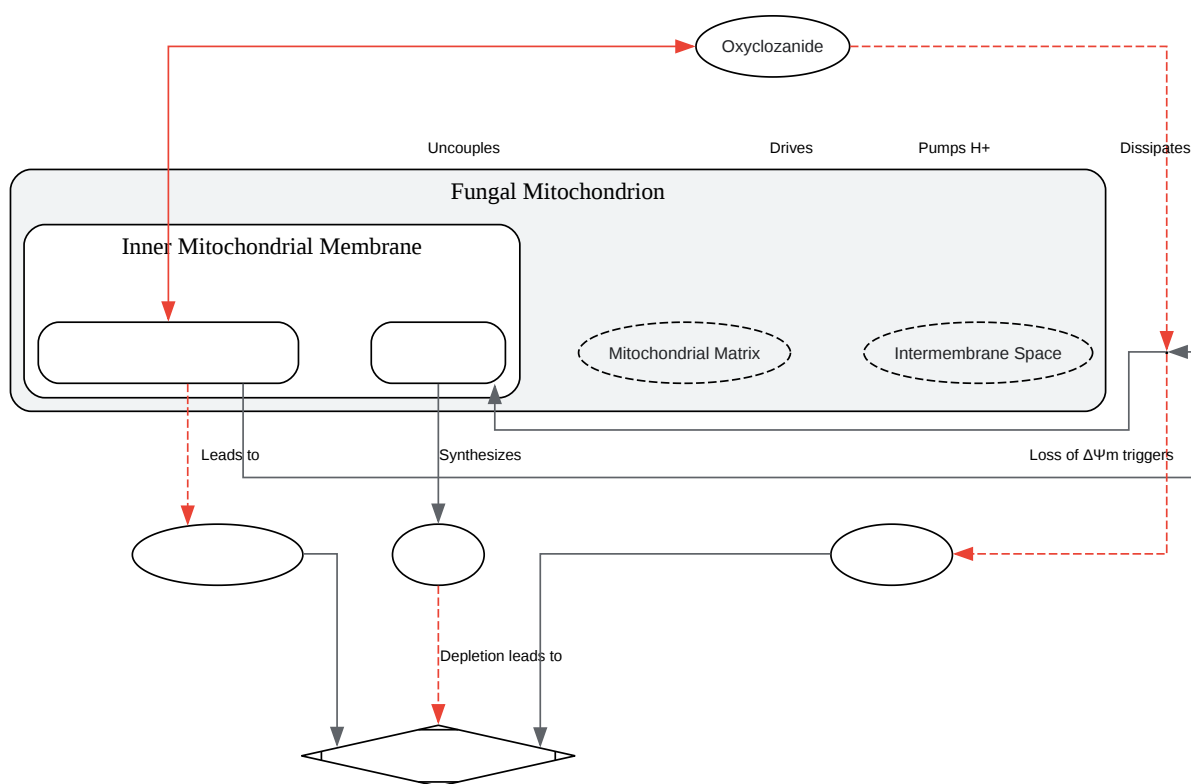 Oxyclozanide
Uncouples
Drives
Pumps H+
Dissipates
Fungal Mitochondrion
Inner Mitochondrial Membrane
Mitochondrial Matrix
Intermembrane Space
Leads to
Synthesizes
Loss of ΔΨm triggers
Depletion leads to